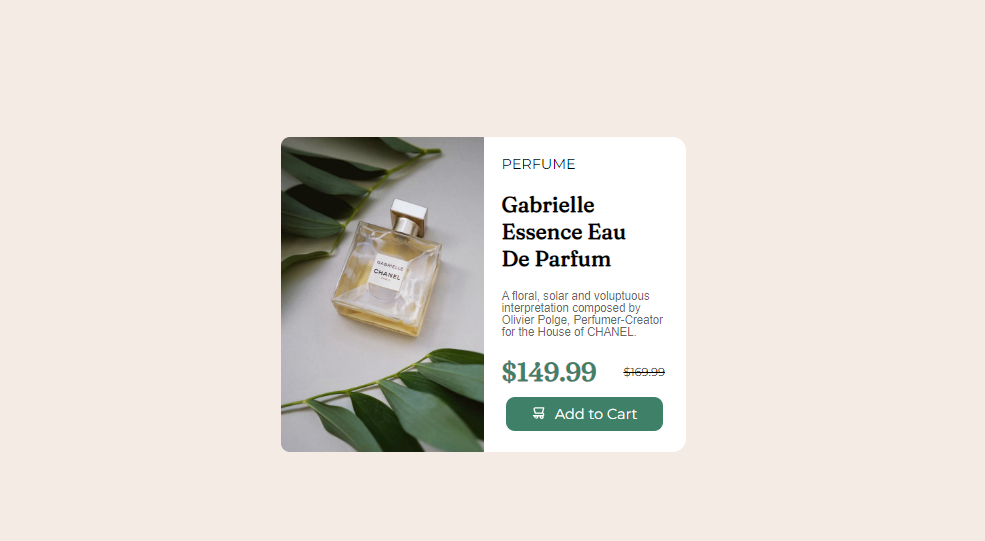 GABRIELLE
CHANEL
PERFUME
Gabrielle
Essence Eau
De Parfum
A floral, solar and voluptuous
interpretation composed by
Olivier Polge, Perfumer-Creator
for the House of CHANEL.
$149.99 $169.99
Add to Cart